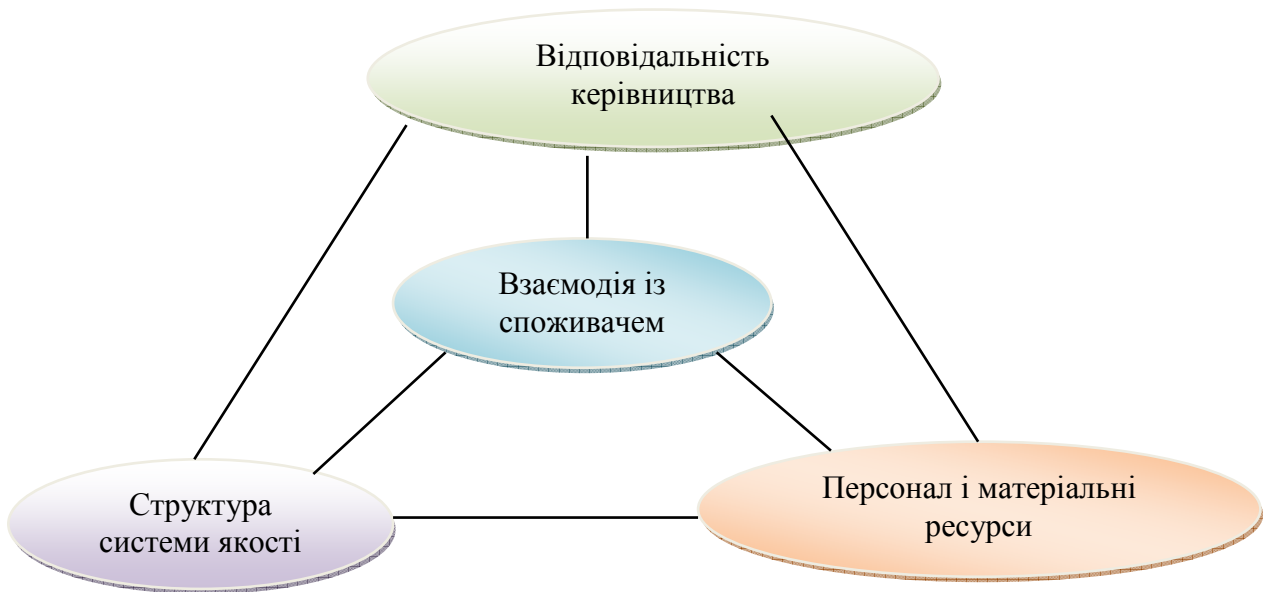 Відповідальність
керівництва
Взаємодія із
споживачем
Структура
системи якості
Персонал і матеріальні
ресурси